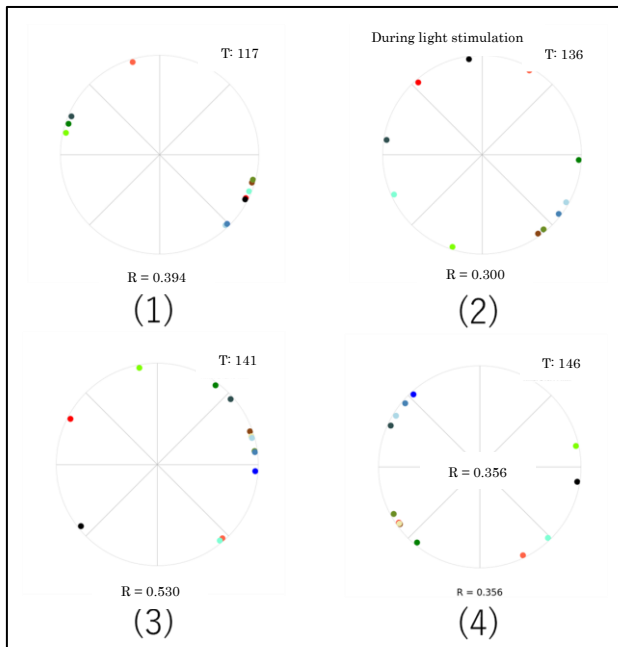 T: 117
R = 0.394
(1)
During light stimulation
T: 136
R = 0.300
(2)
T: 141
R = 0.530
(3)
T: 146
R = 0.356
R = 0.356
(4)